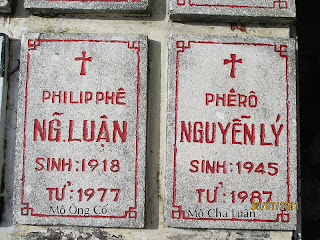 PHILIPPHÊ
NG̃. LUẬN
SINH: 1918
TỬ: 1977
Mộ Ông Cố
PHÊRÔ
NGUYỄN LÝ
SINH: 1945
TỬ: 1987
Mộ Cha Luân